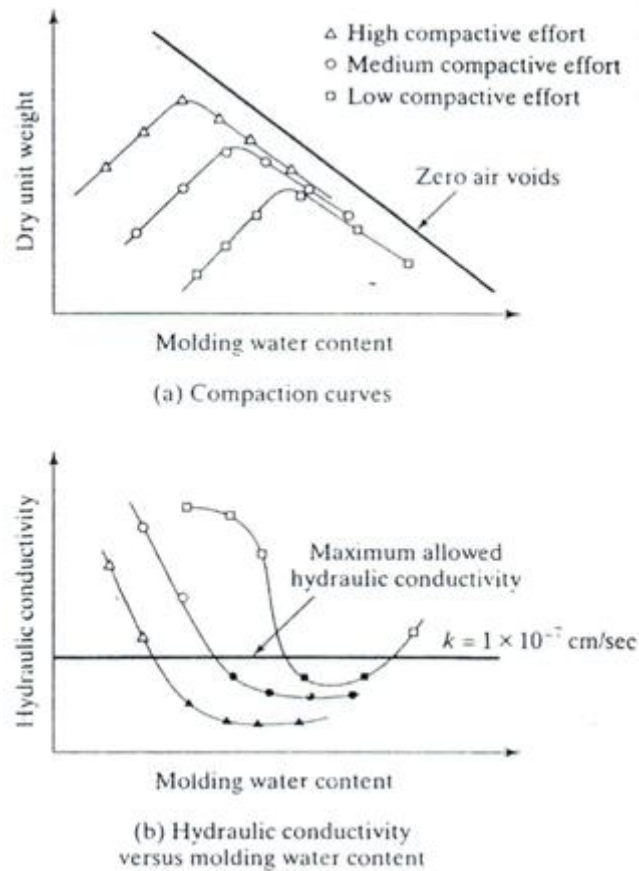 △ High compactive effort
○ Medium compactive effort
□ Low compactive effort
Zero air voids
Dry unit weight
Molding water content
(a) Compaction curves
Maximum allowed
hydraulic conductivity
k = 1 × 10⁻⁷ cm/sec
Hydraulic conductivity
Molding water content
(b) Hydraulic conductivity
versus molding water content